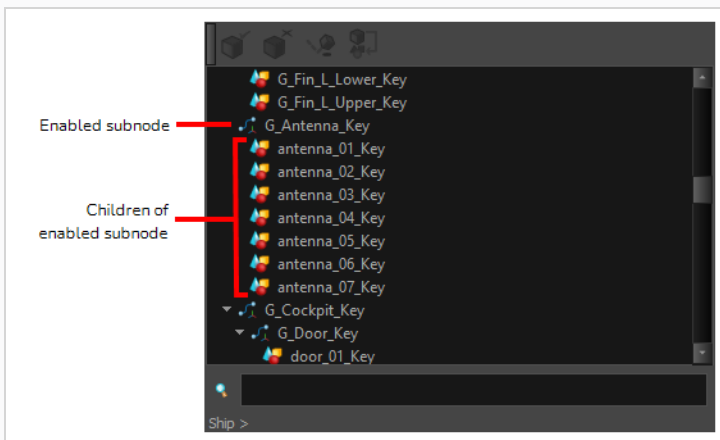 G_Fin_L_Lower_Key
G_Fin_L_Upper_Key
Enabled subnode
G_Antenna_Key
antenna_01_Key
antenna_02_Key
antenna_03_Key
Children of
enabled subnode
antenna_04_Key
antenna_05_Key
antenna_06_Key
antenna_07_Key
G_Cockpit_Key
G_Door_Key
door_01_Key
Ship >